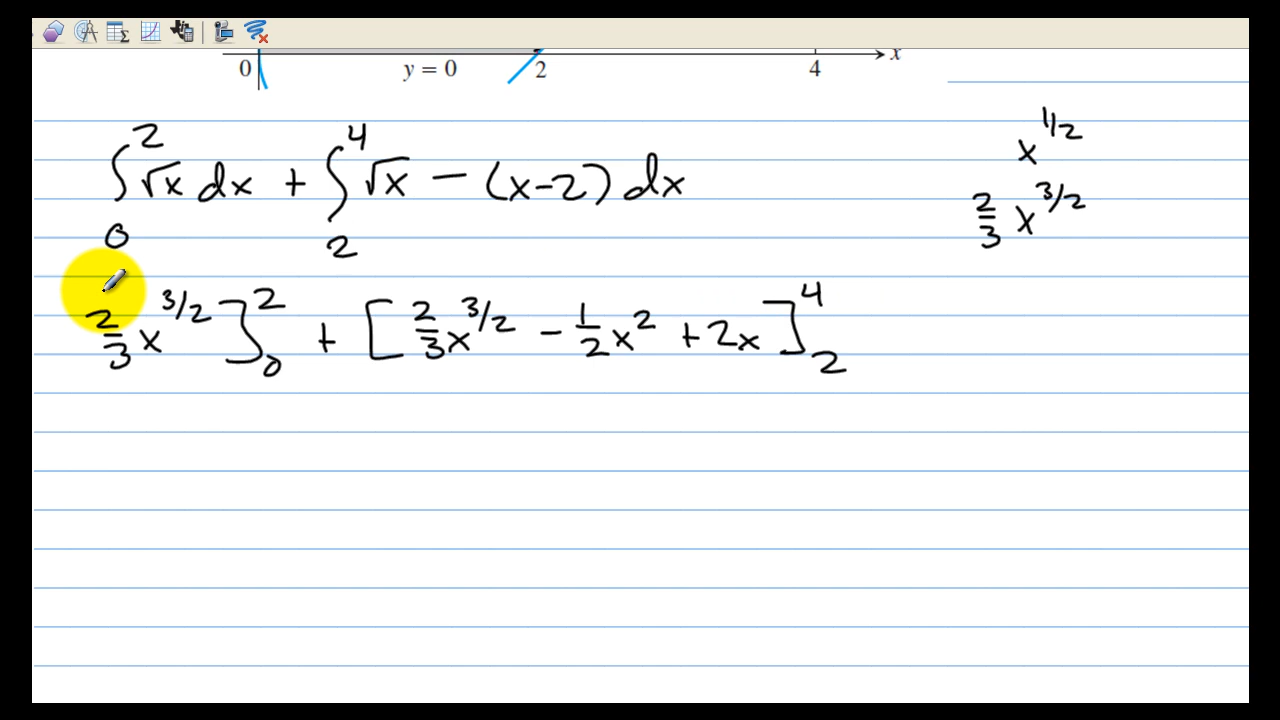 0 y = 0 2 4 x
∫₀² √x dx + ∫₂⁴ √x − (x−2) dx
x^{1/2}
2/3 x^{3/2}
2/3 x^{3/2} ]₀² + [ 2/3 x^{3/2} − 1/2 x² + 2x ]₂⁴